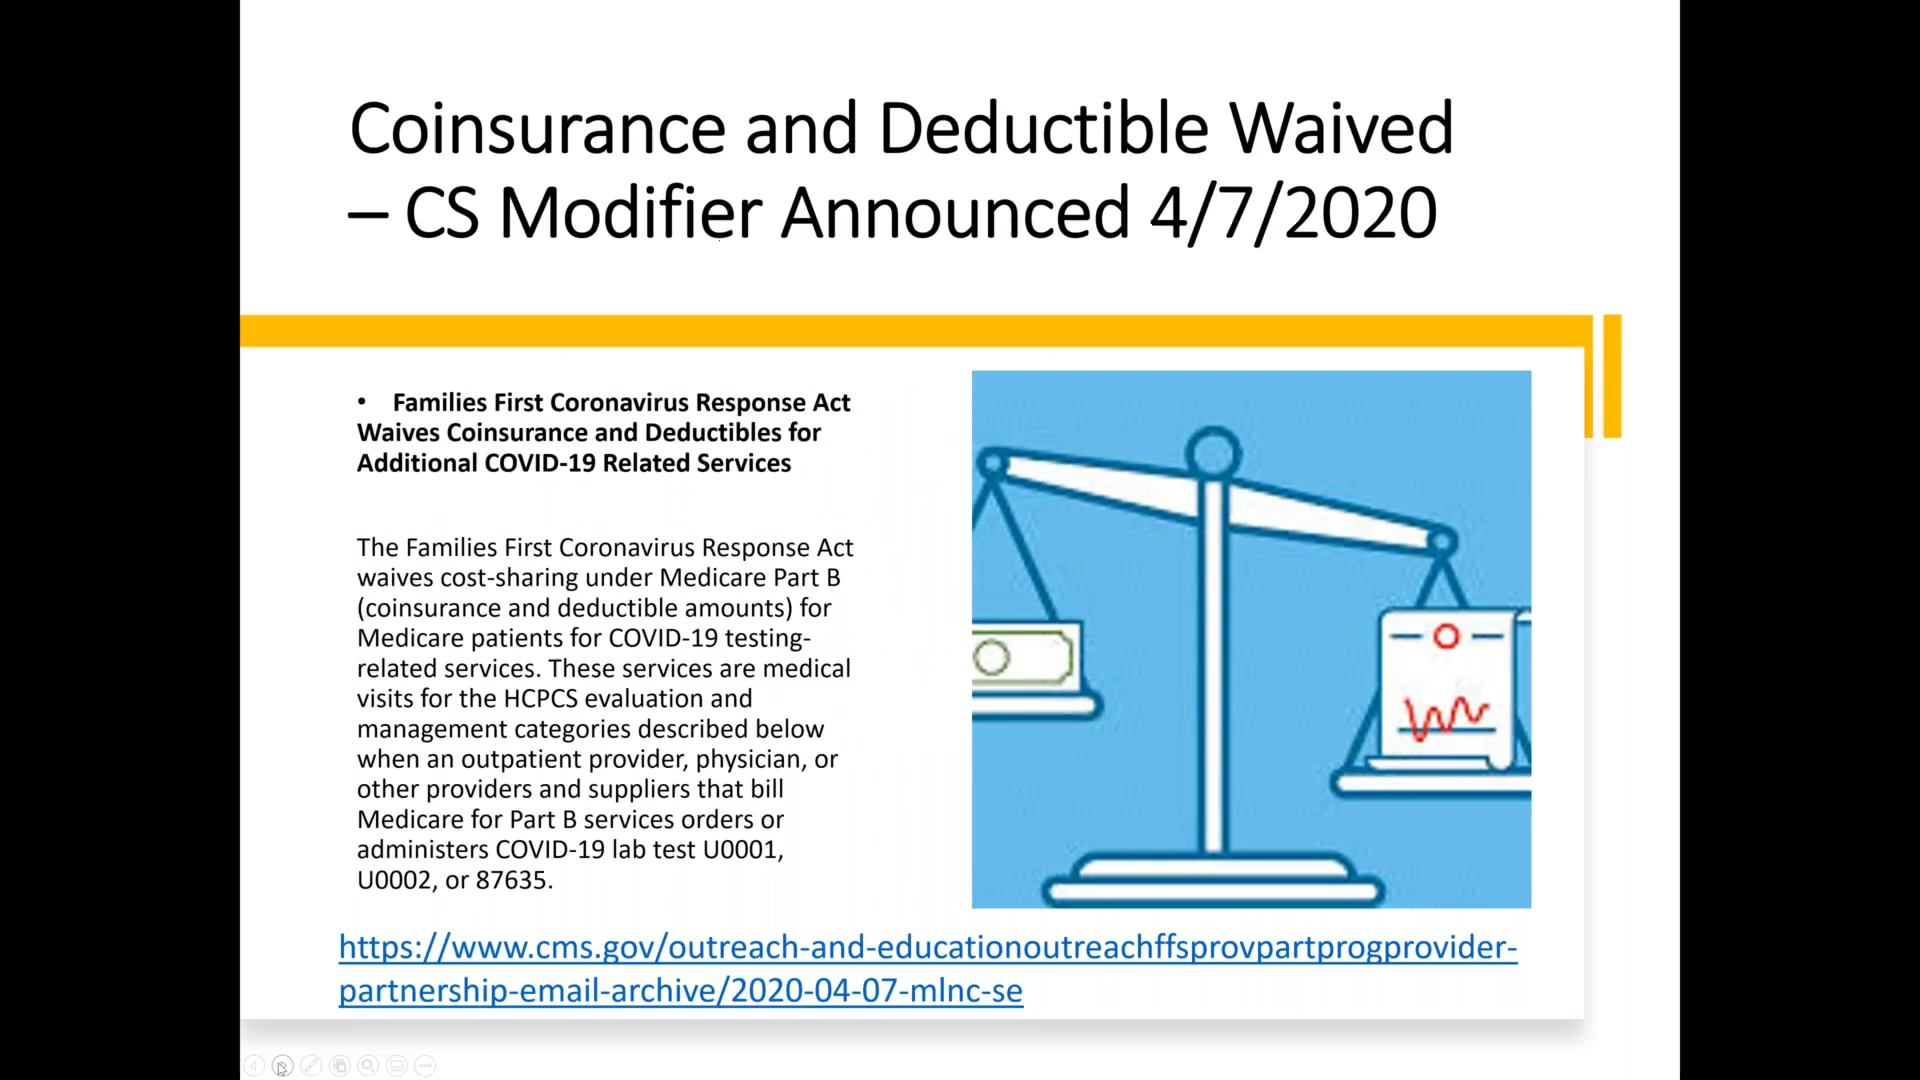 Coinsurance and Deductible Waived
– CS Modifier Announced 4/7/2020
• Families First Coronavirus Response Act
Waives Coinsurance and Deductibles for
Additional COVID-19 Related Services
The Families First Coronavirus Response Act
waives cost-sharing under Medicare Part B
(coinsurance and deductible amounts) for
Medicare patients for COVID-19 testing-
related services. These services are medical
visits for the HCPCS evaluation and
management categories described below
when an outpatient provider, physician, or
other providers and suppliers that bill
Medicare for Part B services orders or
administers COVID-19 lab test U0001,
U0002, or 87635.
https://www.cms.gov/outreach-and-educationoutreachffsprovpartprogprovider-
partnership-email-archive/2020-04-07-mlnc-se